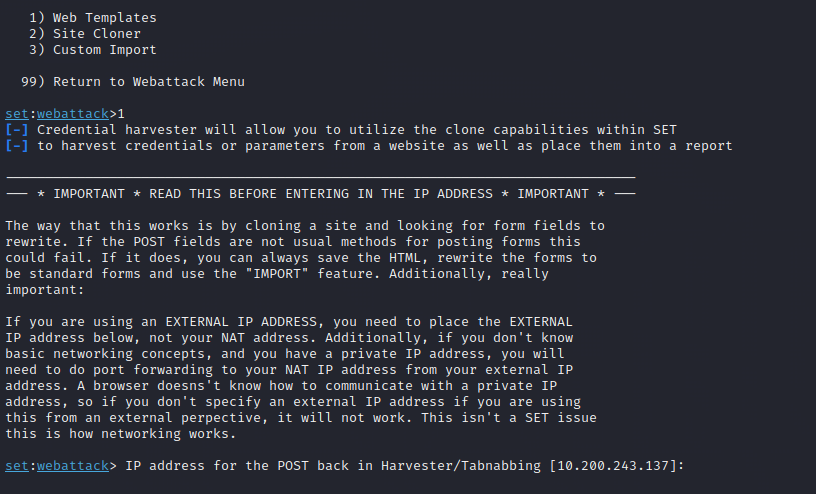 1) Web Templates
2) Site Cloner
3) Custom Import
99) Return to Webattack Menu
set:webattack>1
[-] Credential harvester will allow you to utilize the clone capabilities within SET
[-] to harvest credentials or parameters from a website as well as place them into a report
--- * IMPORTANT * READ THIS BEFORE ENTERING IN THE IP ADDRESS * IMPORTANT * ---
The way that this works is by cloning a site and looking for form fields to
rewrite. If the POST fields are not usual methods for posting forms this
could fail. If it does, you can always save the HTML, rewrite the forms to
be standard forms and use the "IMPORT" feature. Additionally, really
important:
If you are using an EXTERNAL IP ADDRESS, you need to place the EXTERNAL
IP address below, not your NAT address. Additionally, if you don't know
basic networking concepts, and you have a private IP address, you will
need to do port forwarding to your NAT IP address from your external IP
address. A browser doesns't know how to communicate with a private IP
address, so if you don't specify an external IP address if you are using
this from an external perpective, it will not work. This isn't a SET issue
this is how networking works.
set:webattack> IP address for the POST back in Harvester/Tabnabbing [10.200.243.137]: